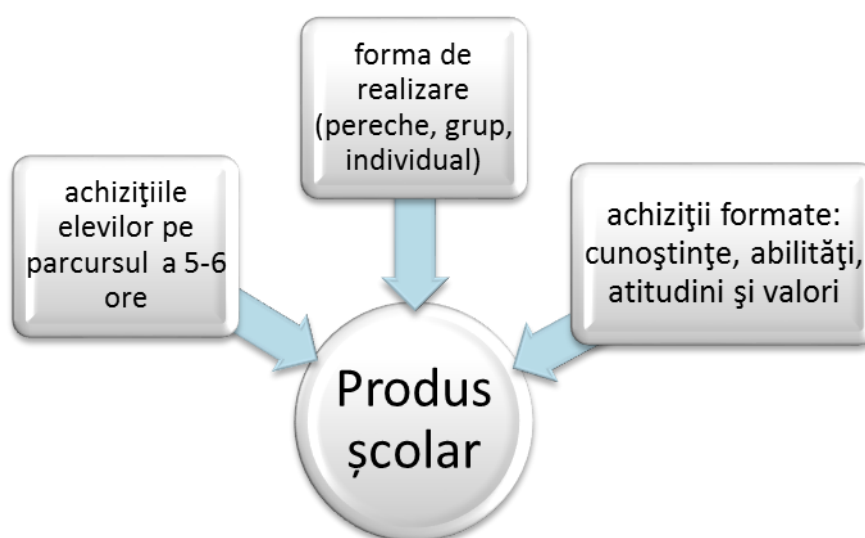 forma de
realizare
(pereche, grup,
individual)
achiziţiile
elevilor pe
parcursul a 5-6
ore
achiziţii formate:
cunoştinţe, abilităţi,
atitudini şi valori
Produs
școlar